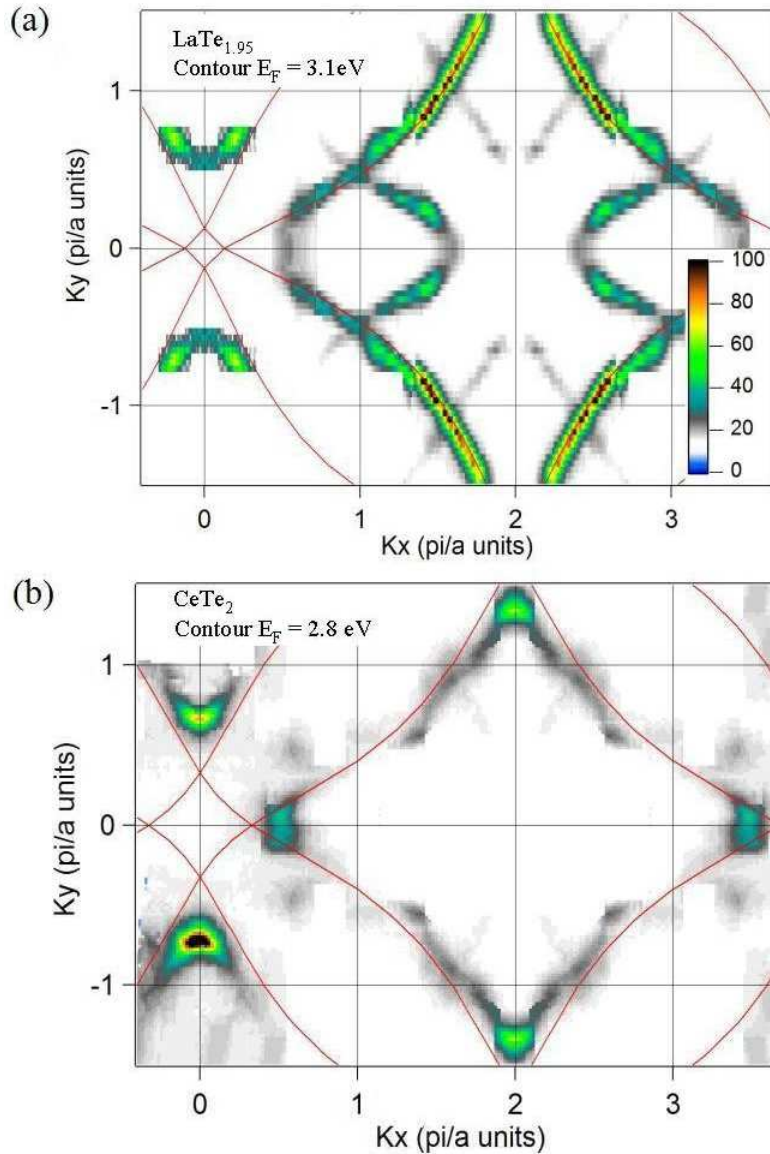 (a)
LaTe1.95
Contour EF = 3.1eV
1
0
-1
Ky (pi/a units)
100
80
60
40
20
0
0
1
2
3
Kx (pi/a units)
(b)
CeTe2
Contour EF = 2.8 eV
1
0
-1
Ky (pi/a units)
0
1
2
3
Kx (pi/a units)